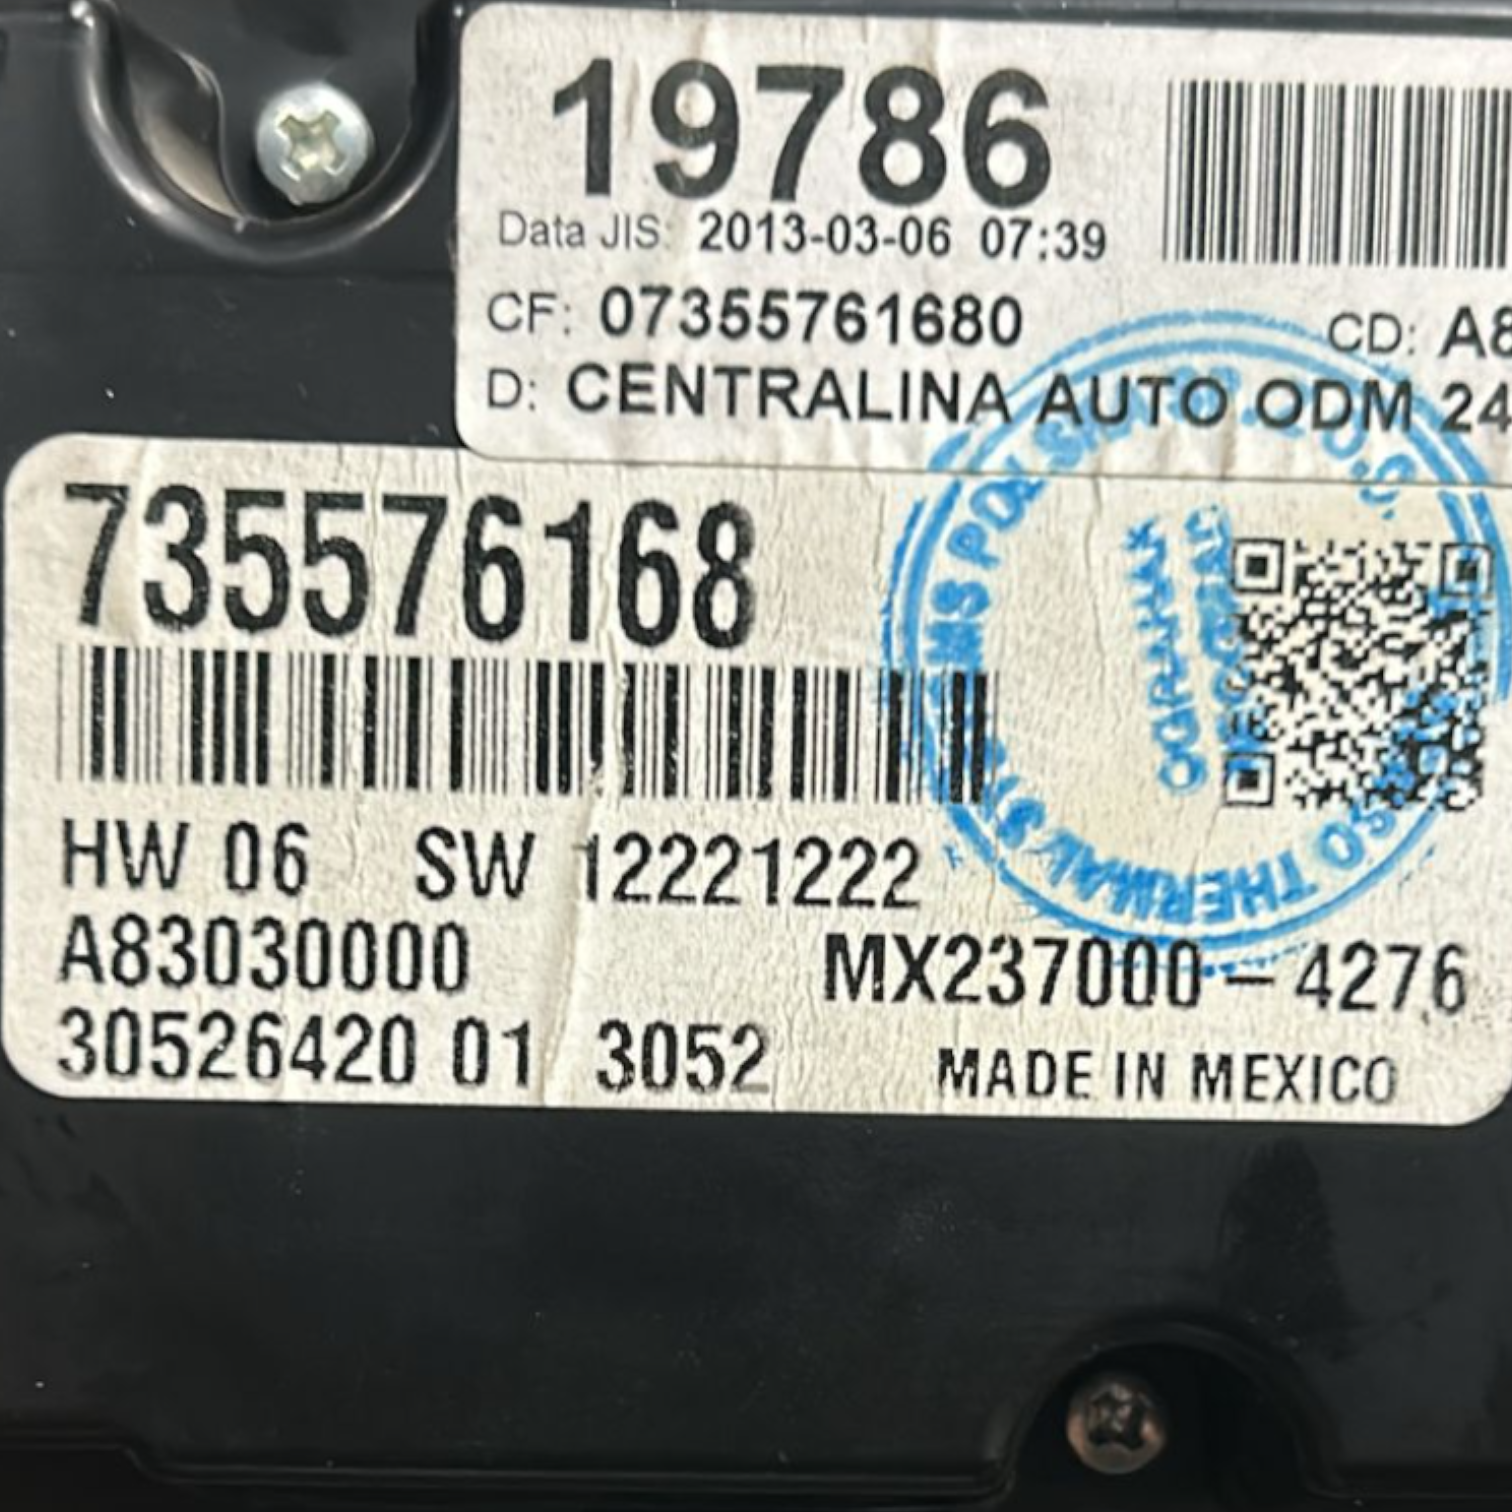 19786
Data JIS: 2013-03-06 07:39
CF: 07355761680 CD: A8
D: CENTRALINA AUTO ODM 24
735576168
HW 06 SW 12221222
A83030000 MX237000-4276
30526420 01 3052 MADE IN MEXICO
THERMAL